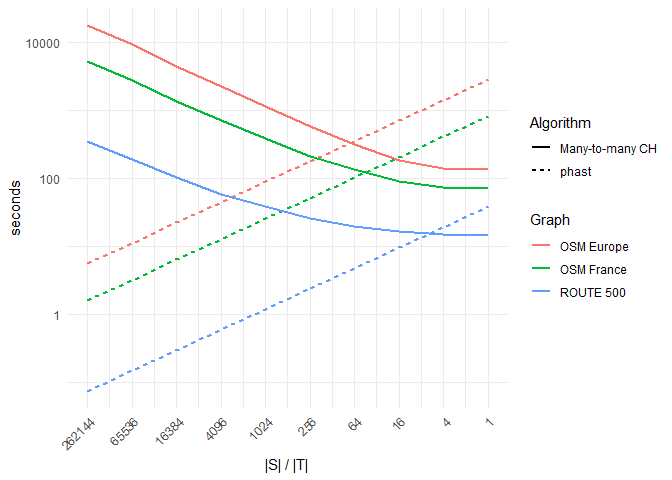 10000
100
1
seconds
262144
65536
16384
4096
1024
256
64
16
4
1
|S| / |T|
Algorithm
Many-to-many CH
phast
Graph
OSM Europe
OSM France
ROUTE 500